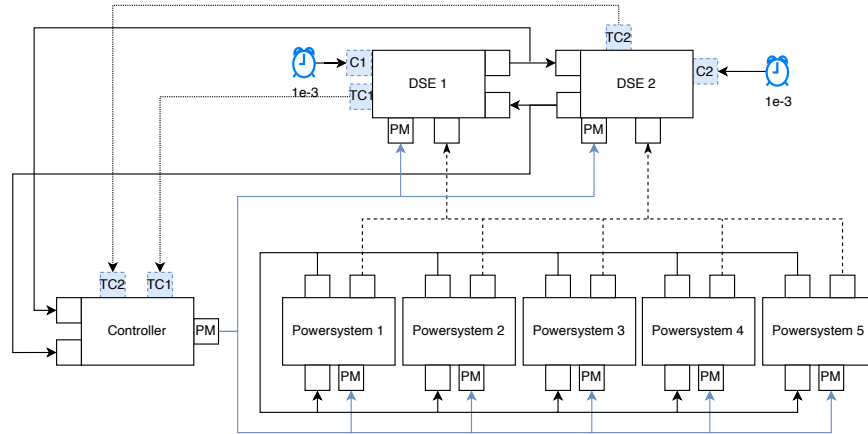 TC2
C1
1e-3
DSE 1
DSE 2
C2
1e-3
TC1
PM
PM
TC2
TC1
Controller
PM
Powersystem 1
Powersystem 2
Powersystem 3
Powersystem 4
Powersystem 5
PM
PM
PM
PM
PM